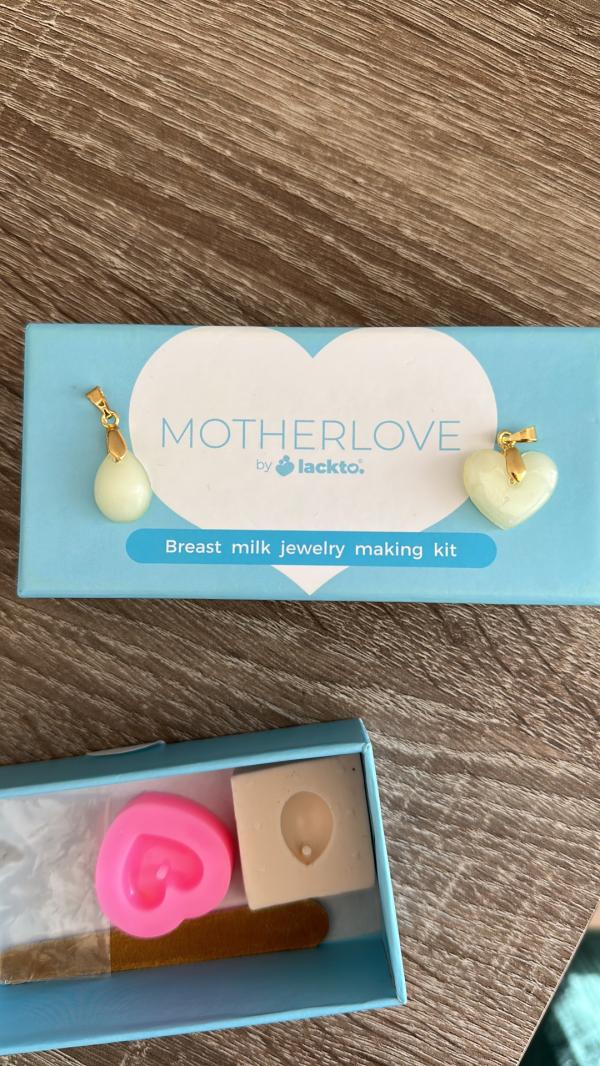 MOTHERLOVE
by lackto.®
Breast milk jewelry making kit